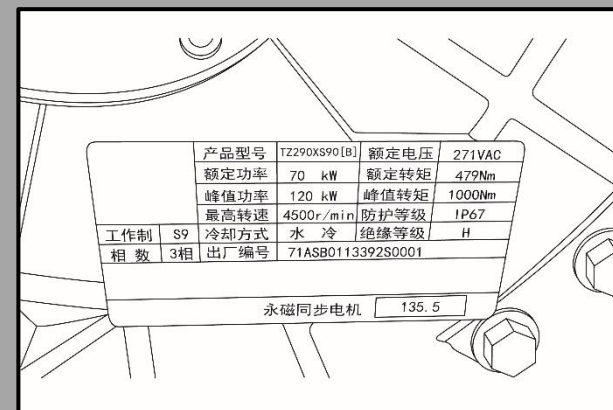 产品型号 TZ290XS90[B] 额定电压 271VAC
额定功率 70 kW 额定转矩 479Nm
峰值功率 120 kW 峰值转矩 1000Nm
最高转速 4500r/min 防护等级 IP67
工作制 S9 冷却方式 水 冷 绝缘等级 H
相 数 3相 出厂编号 71ASB0113392S0001
永磁同步电机 135.5